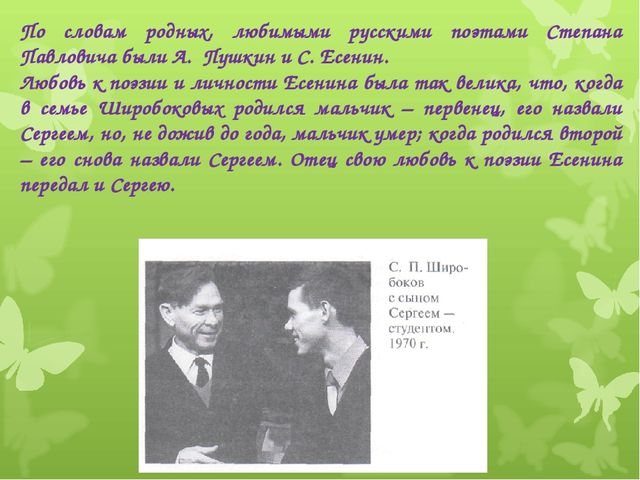 По словам родных, любимыми русскими поэтами Степана
Павловича были А. Пушкин и С. Есенин.
Любовь к поэзии и личности Есенина была так велика, что, когда
в семье Широбоковых родился мальчик – первенец, его назвали
Сергеем, но, не дожив до года, мальчик умер; когда родился второй
– его снова назвали Сергеем. Отец свою любовь к поэзии Есенина
передал и Сергею.
С. П. Широ-
боков
с сыном
Сергеем —
студентом.
1970 г.